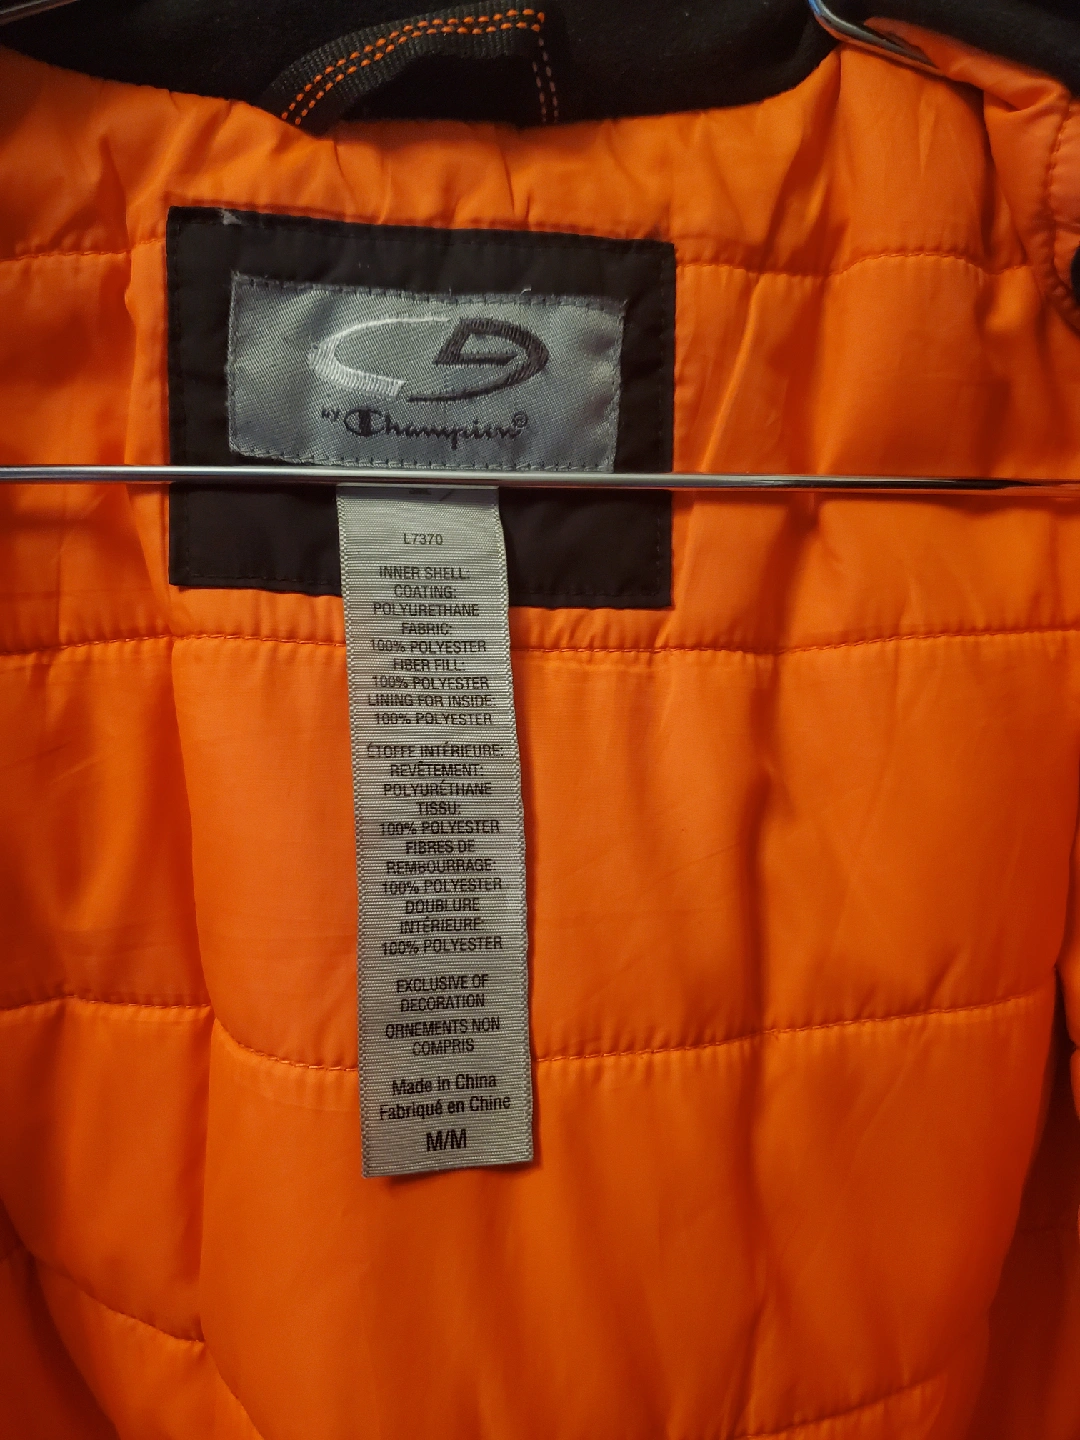 BY Champion®
L7370
INNER SHELL:
COATING:
POLYURETHANE
FABRIC:
100% POLYESTER
FIBER FILL:
100% POLYESTER
LINING FOR INSIDE:
100% POLYESTER
ÉTOFFE INTÉRIEURE:
REVÊTEMENT:
POLYURÉTHANE
TISSU:
100% POLYESTER
FIBRES DE
REMBOURRAGE:
100% POLYESTER
DOUBLURE
INTÉRIEURE:
100% POLYESTER
EXCLUSIVE OF
DECORATION
ORNEMENTS NON
COMPRIS
Made in China
Fabriqué en Chine
M/M